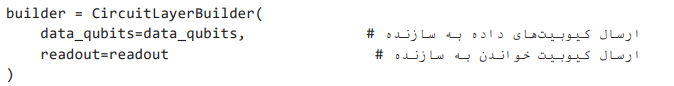 builder = CircuitLayerBuilder(
    data_qubits=data_qubits,                # ارسال کیوبیت‌های داده به سازنده
    readout=readout                         # ارسال کیوبیت خواندن به سازنده
)